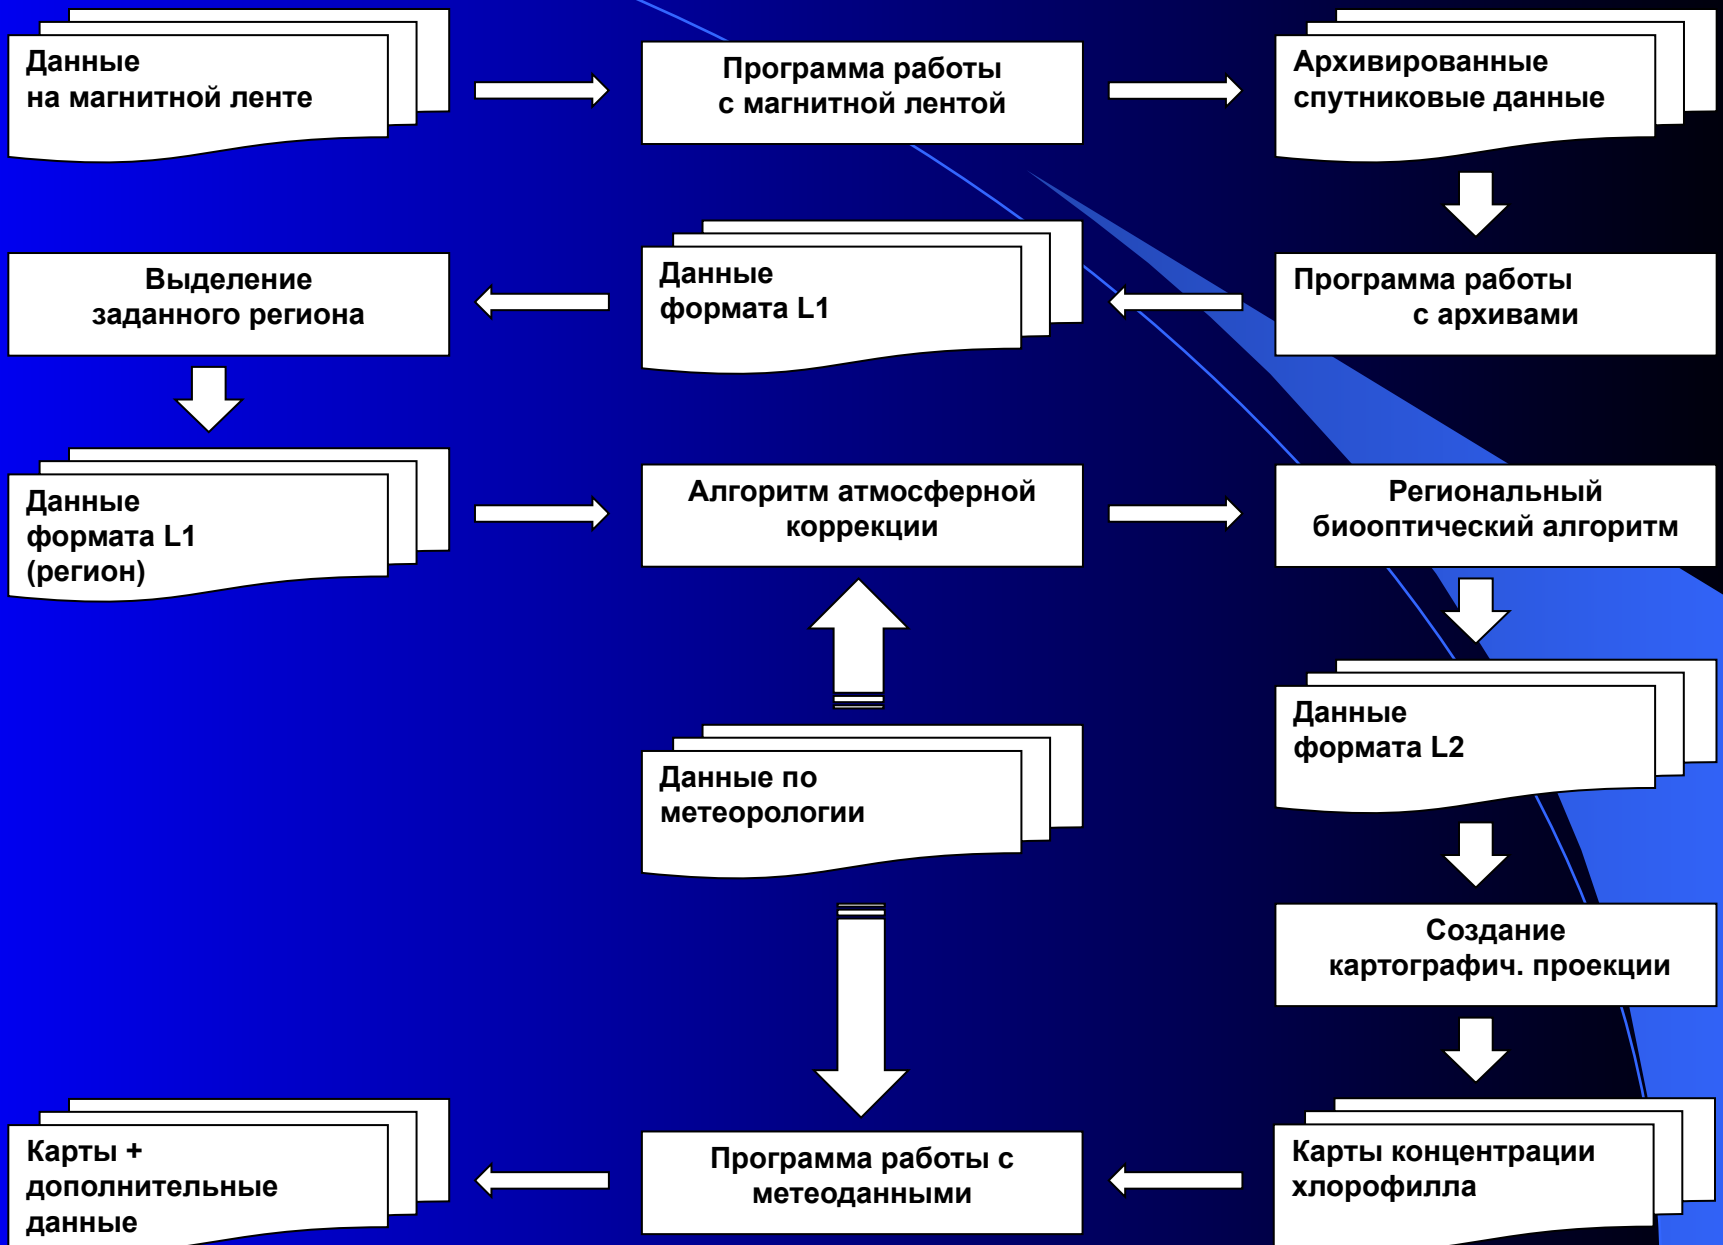 Данные
на магнитной ленте
Программа работы
с магнитной лентой
Архивированные
спутниковые данные
Выделение
заданного региона
Данные
формата L1
Программа работы
с архивами
Данные
формата L1
(регион)
Алгоритм атмосферной
коррекции
Региональный
биооптический алгоритм
Данные по
метеорологии
Данные
формата L2
Создание
картографич. проекции
Карты +
дополнительные
данные
Программа работы с
метеоданными
Карты концентрации
хлорофилла